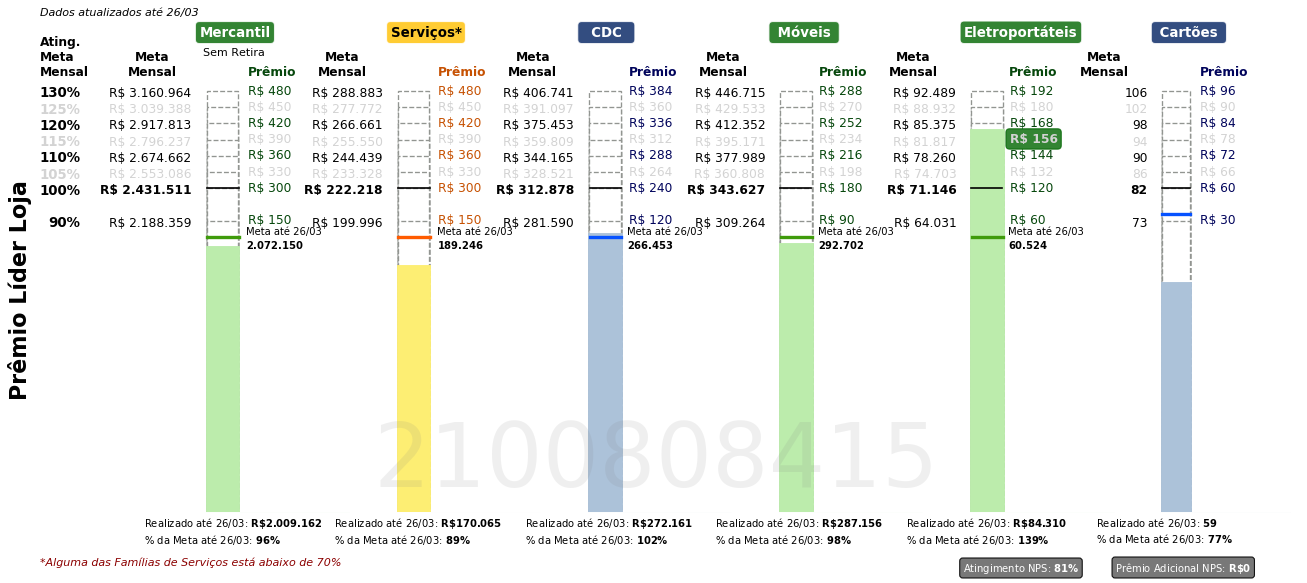 Dados atualizados até 26/03
Mercantil Serviços* CDC Móveis Eletroportáteis Cartões
Sem Retira
Ating. Meta Mensal
Meta Mensal Prêmio Meta Mensal Prêmio Meta Mensal Prêmio Meta Mensal Prêmio Meta Mensal Prêmio Meta Mensal Prêmio
130% R$ 3.160.964 R$ 480 R$ 288.883 R$ 480 R$ 406.741 R$ 384 R$ 446.715 R$ 288 R$ 92.489 R$ 192 106 R$ 96
125% R$ 3.039.388 R$ 450 R$ 277.772 R$ 450 R$ 391.097 R$ 360 R$ 429.533 R$ 270 R$ 88.932 R$ 180 102 R$ 90
120% R$ 2.917.813 R$ 420 R$ 266.661 R$ 420 R$ 375.453 R$ 336 R$ 412.352 R$ 252 R$ 85.375 R$ 168 98 R$ 84
115% R$ 2.796.237 R$ 390 R$ 255.550 R$ 390 R$ 359.809 R$ 312 R$ 395.171 R$ 234 R$ 81.817 R$ 156 94 R$ 78
110% R$ 2.674.662 R$ 360 R$ 244.439 R$ 360 R$ 344.165 R$ 288 R$ 377.989 R$ 216 R$ 78.260 R$ 144 90 R$ 72
105% R$ 2.553.086 R$ 330 R$ 233.328 R$ 330 R$ 328.521 R$ 264 R$ 360.808 R$ 198 R$ 74.703 R$ 132 86 R$ 66
100% R$ 2.431.511 R$ 300 R$ 222.218 R$ 300 R$ 312.878 R$ 240 R$ 343.627 R$ 180 R$ 71.146 R$ 120 82 R$ 60
90% R$ 2.188.359 R$ 150 R$ 199.996 R$ 150 R$ 281.590 R$ 120 R$ 309.264 R$ 90 R$ 64.031 R$ 60 73 R$ 30
Meta até 26/03 Meta até 26/03 Meta até 26/03 Meta até 26/03 Meta até 26/03
2.072.150 189.246 266.453 292.702 60.524
Prêmio Líder Loja
2100808415
Realizado até 26/03: R$2.009.162 Realizado até 26/03: R$170.065 Realizado até 26/03: R$272.161 Realizado até 26/03: R$287.156 Realizado até 26/03: R$84.310 Realizado até 26/03: 59
% da Meta até 26/03: 96% % da Meta até 26/03: 89% % da Meta até 26/03: 102% % da Meta até 26/03: 98% % da Meta até 26/03: 139% % da Meta até 26/03: 77%
*Alguma das Famílias de Serviços está abaixo de 70%
Atingimento NPS: 81% Prêmio Adicional NPS: R$0